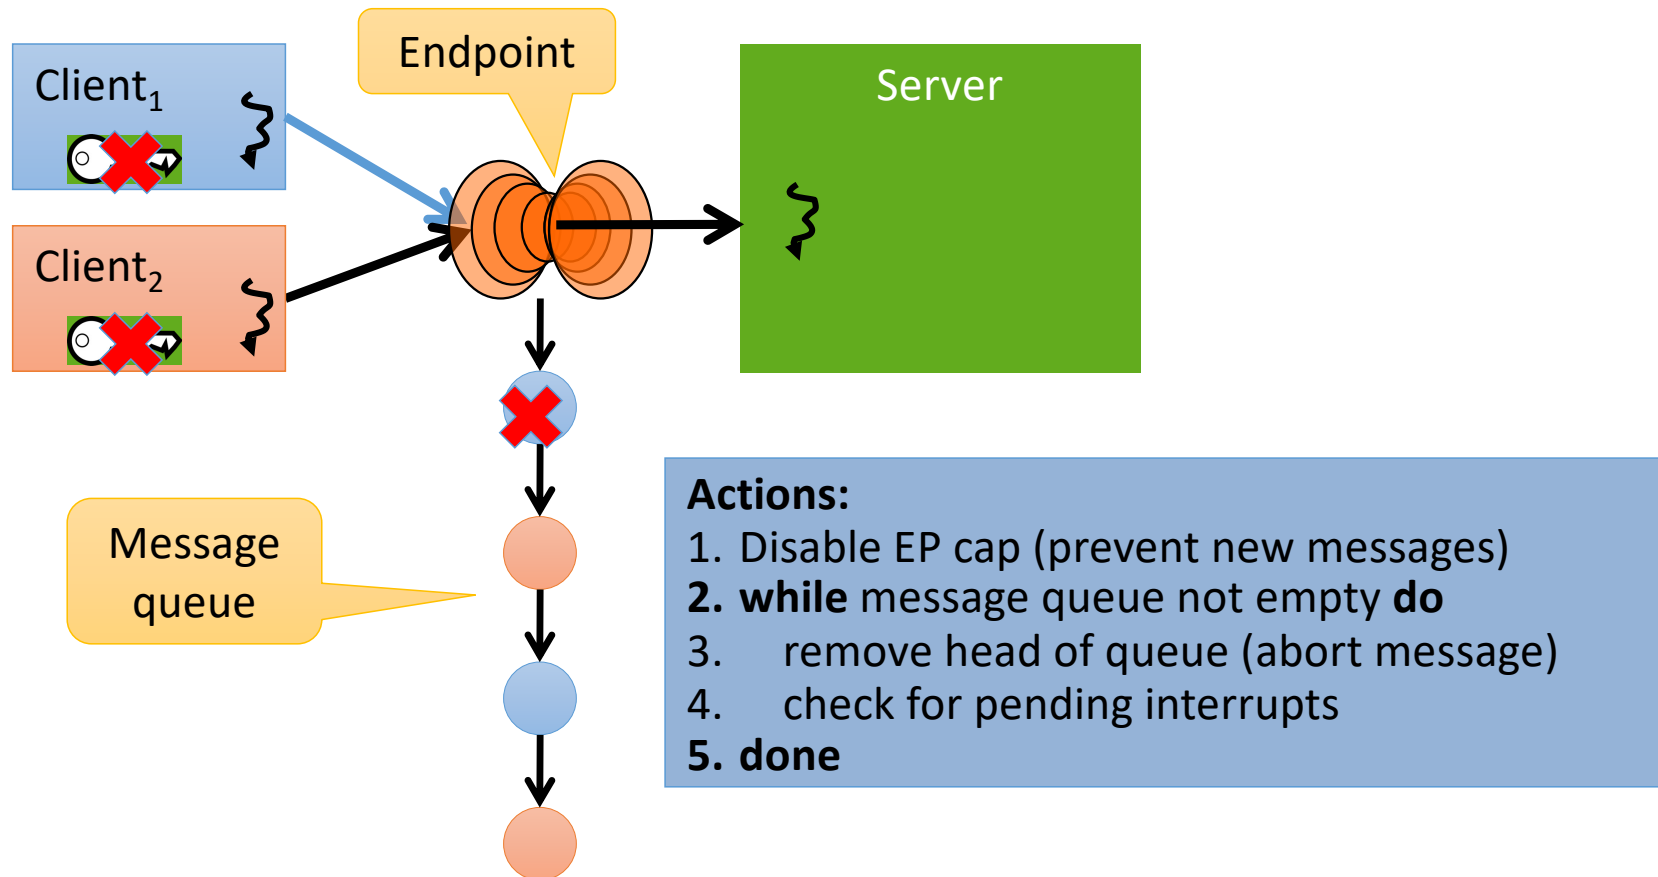 Endpoint
Client₁
Server
Client₂
Message
queue
Actions:
1. Disable EP cap (prevent new messages)
2. while message queue not empty do
3. remove head of queue (abort message)
4. check for pending interrupts
5. done